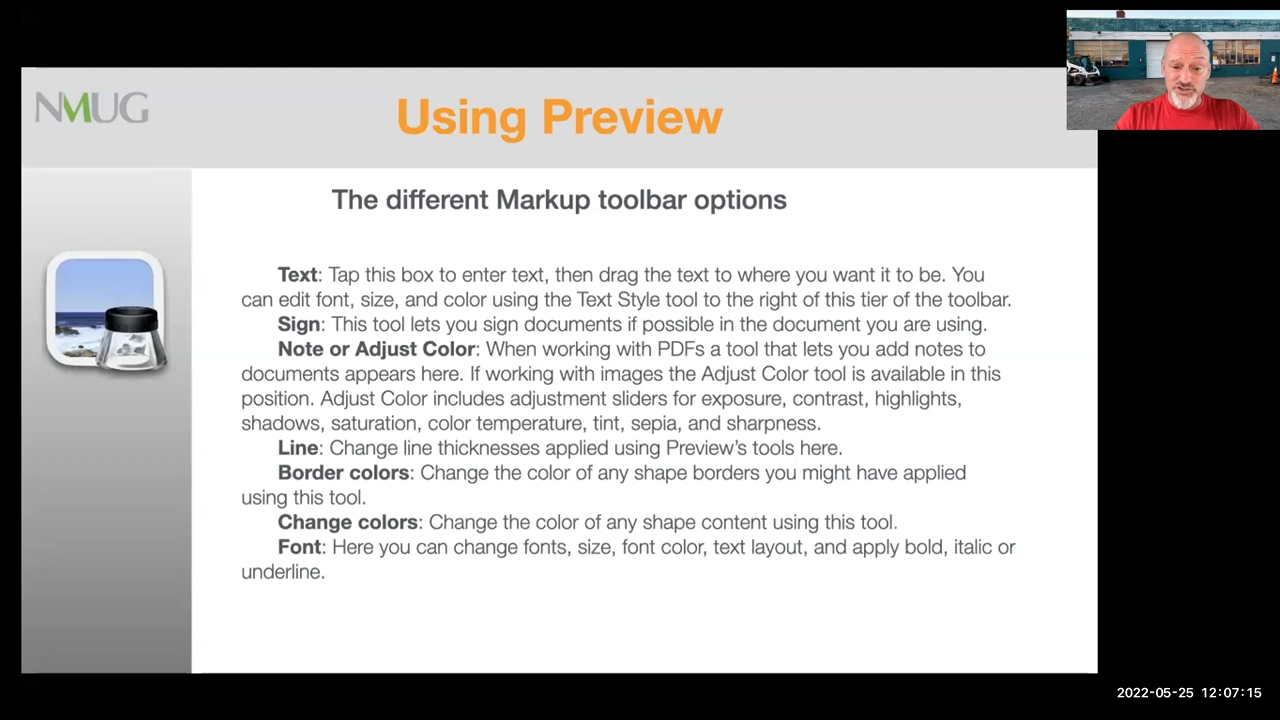 NMUG
Using Preview
The different Markup toolbar options
Text: Tap this box to enter text, then drag the text to where you want it to be. You
can edit font, size, and color using the Text Style tool to the right of this tier of the toolbar.
Sign: This tool lets you sign documents if possible in the document you are using.
Note or Adjust Color: When working with PDFs a tool that lets you add notes to
documents appears here. If working with images the Adjust Color tool is available in this
position. Adjust Color includes adjustment sliders for exposure, contrast, highlights,
shadows, saturation, color temperature, tint, sepia, and sharpness.
Line: Change line thicknesses applied using Preview’s tools here.
Border colors: Change the color of any shape borders you might have applied
using this tool.
Change colors: Change the color of any shape content using this tool.
Font: Here you can change fonts, size, font color, text layout, and apply bold, italic or
underline.
2022-05-25 12:07:15